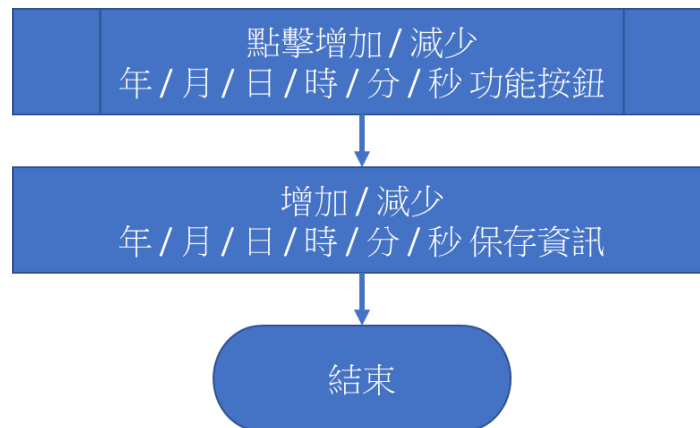 點擊增加 / 減少
年 / 月 / 日 / 時 / 分 / 秒 功能按鈕
增加 / 減少
年 / 月 / 日 / 時 / 分 / 秒 保存資訊
結束